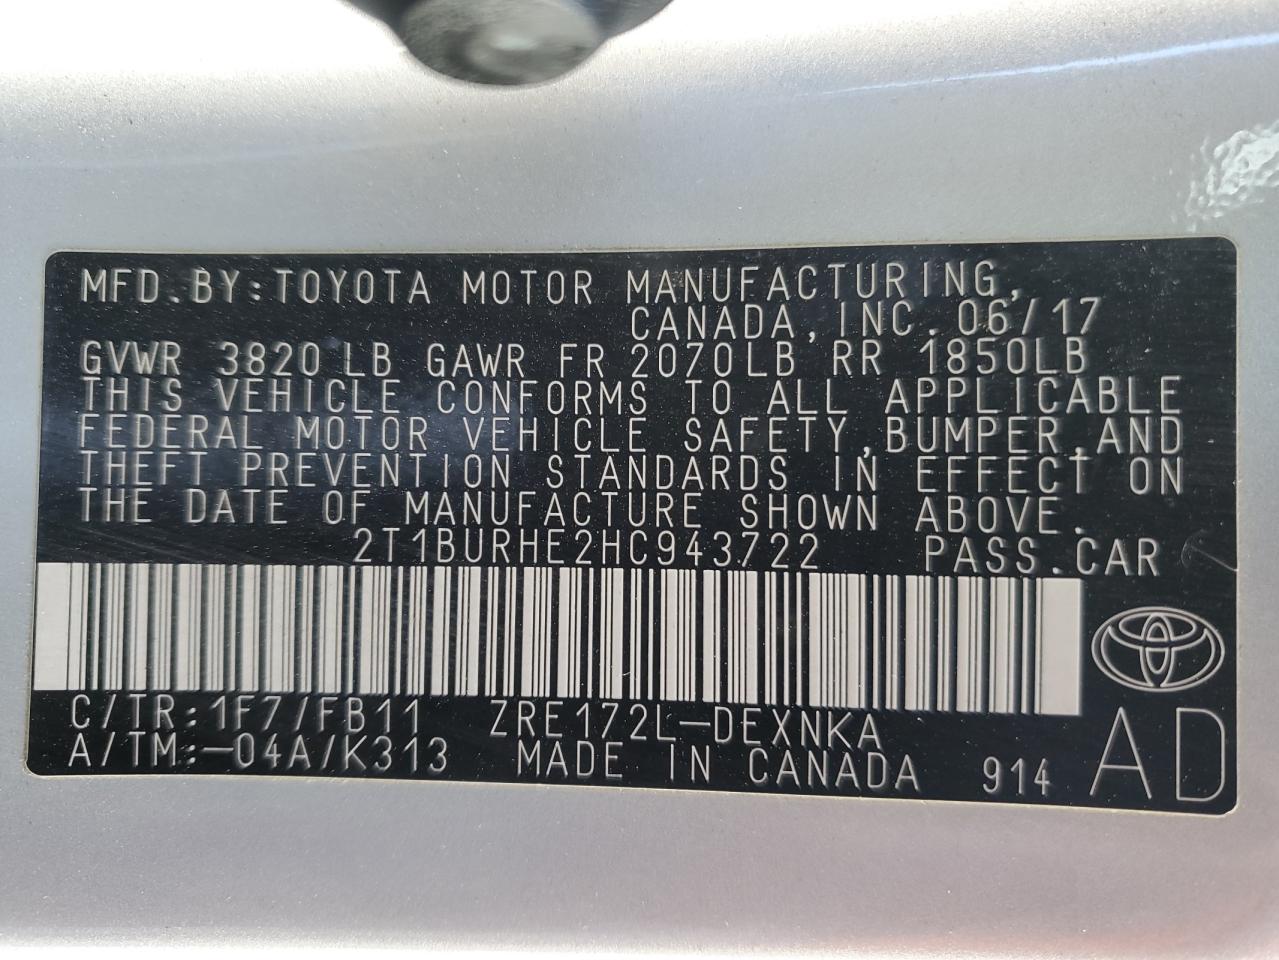 MFD.BY:TOYOTA MOTOR MANUFACTURING,
CANADA, INC. 06/17
GVWR 3820 LB GAWR FR 2070LB RR 1850LB
THIS VEHICLE CONFORMS TO ALL APPLICABLE
FEDERAL MOTOR VEHICLE SAFETY, BUMPER, AND
THEFT PREVENTION STANDARDS IN EFFECT ON
THE DATE OF MANUFACTURE SHOWN ABOVE.
2T1BURHE2HC943722 PASS.CAR
C/TR:1F7/FB11 ZRE172L-DEXNKA
A/TM:-04A/K313 MADE IN CANADA 914 AD